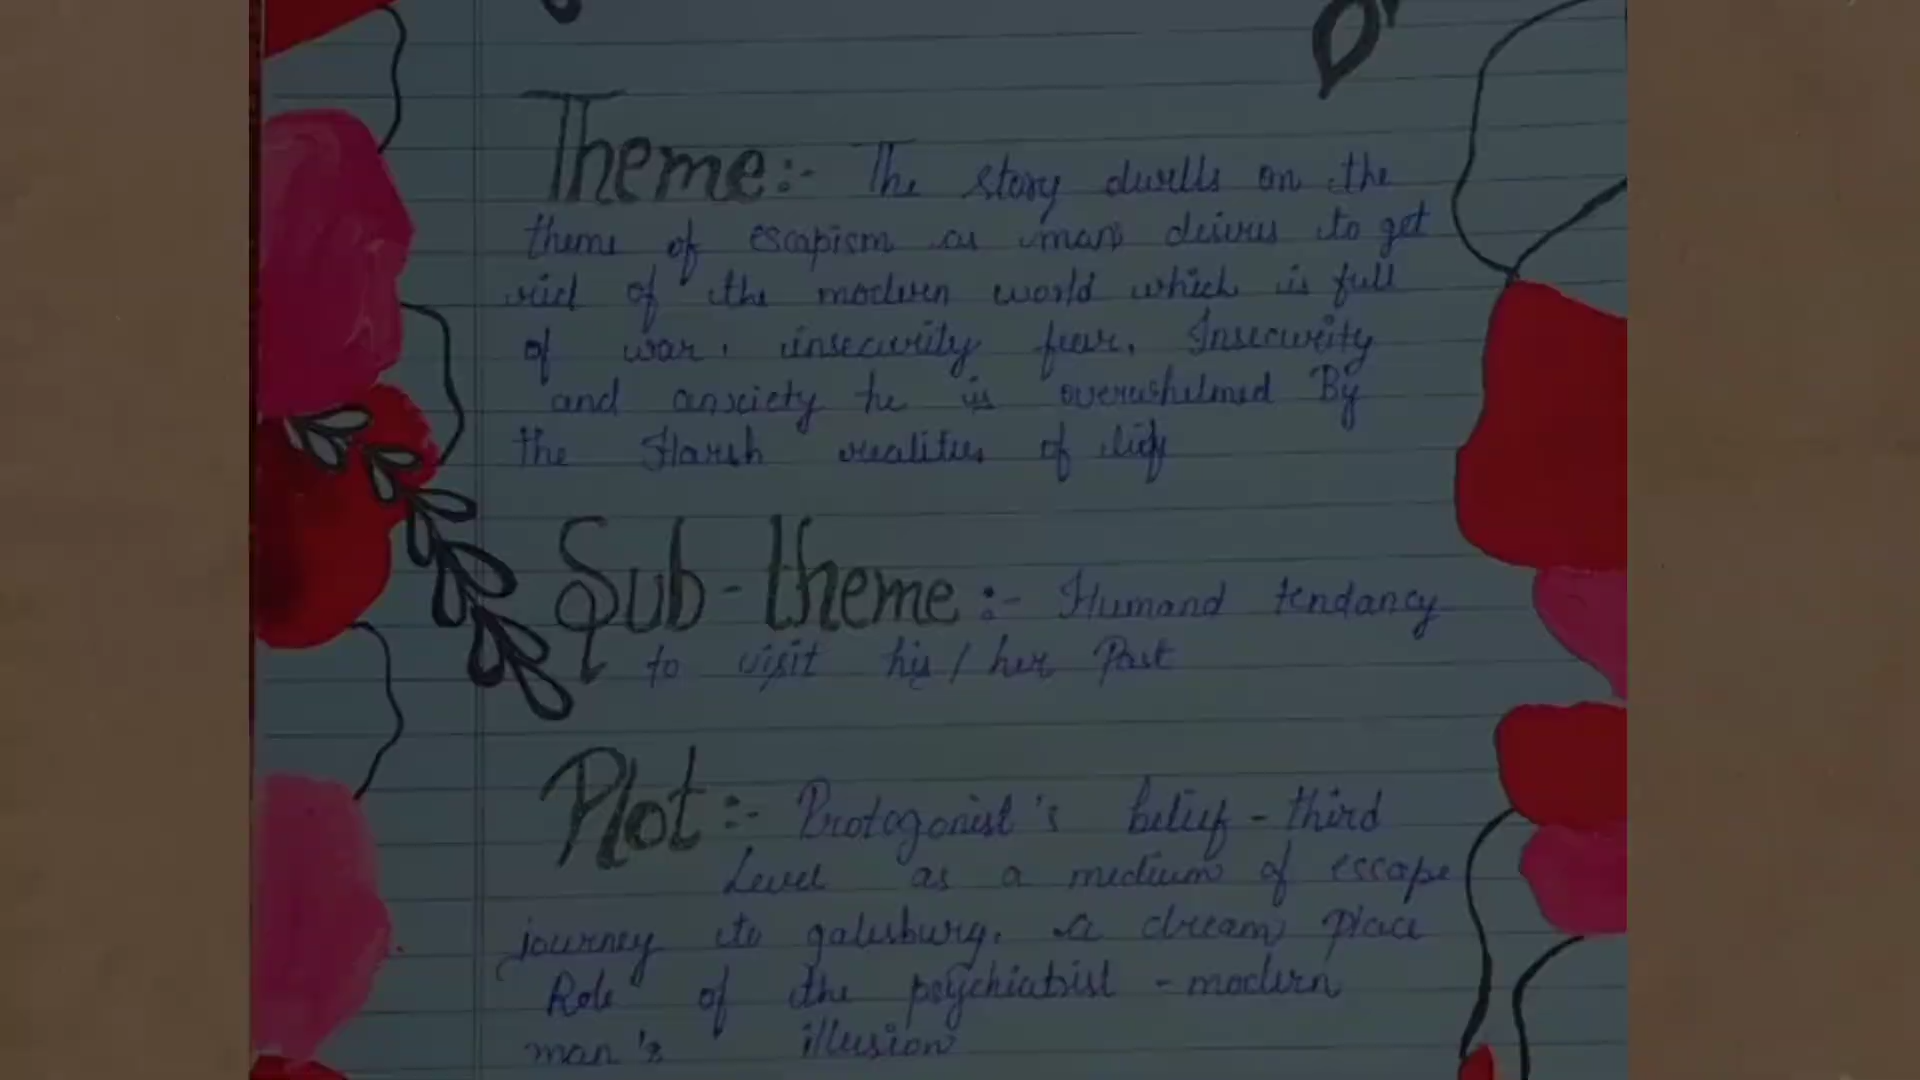 Theme:- The story dwells on the
theme of escapism as man desires to get
rid of the modern world which is full
of war, insecurity fear, Insecurity
and anxiety he is overwhelmed By
the Harsh realities of life
Sub-theme:- Humand tendancy
to visit his/her Past
Plot:- Protogonist's belief-third
Level as a medium of escape
journey to galesburg. a dream place
Role of the psychiatrist - modern
man's illusion